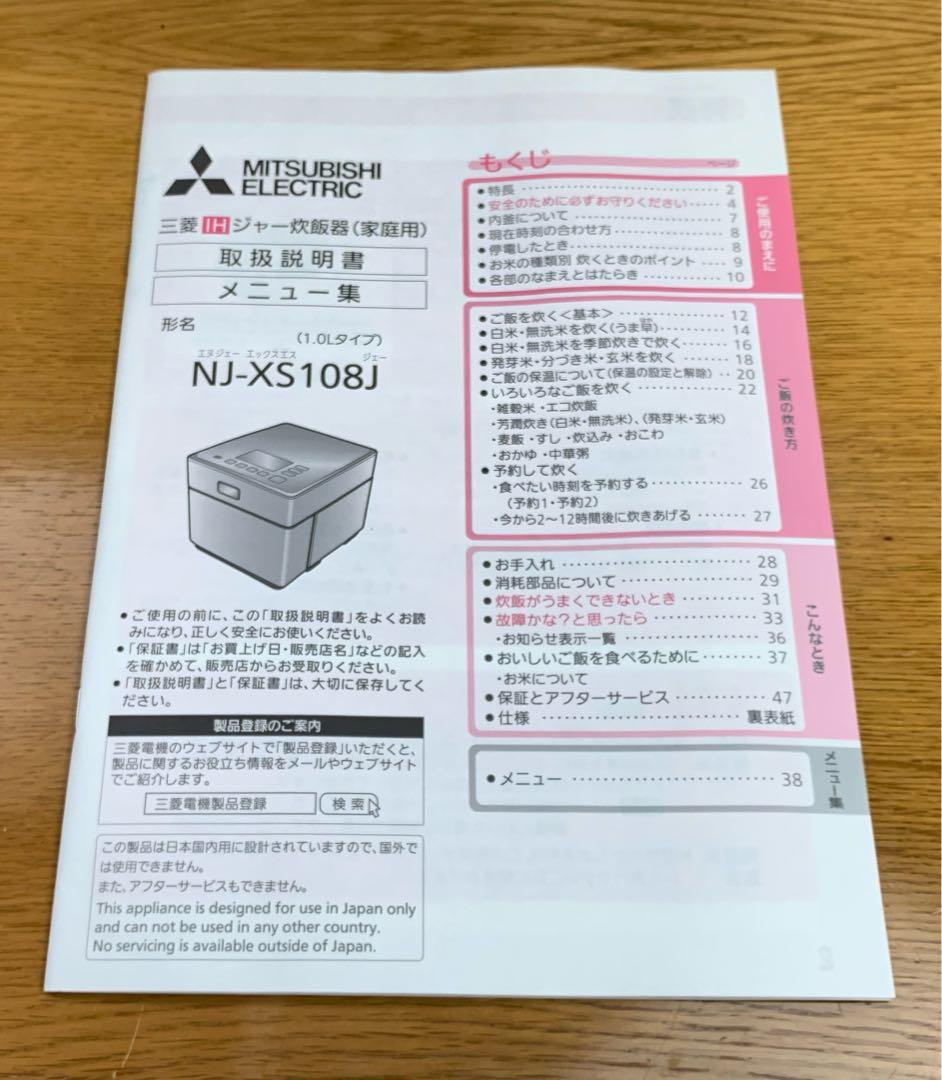 MITSUBISHI
ELECTRIC
三菱IHジャー炊飯器(家庭用)
取扱説明書
メニュー集
形名
(1.0Lタイプ)
エヌジェー エックスエス ジェー
NJ-XS108J
●ご使用の前に、この「取扱説明書」をよくお読
みになり、正しく安全にお使いください。
●「保証書」は「お買上げ日・販売店名」などの記入
を確かめて、販売店からお受取りください。
●「取扱説明書」と「保証書」は、大切に保存してく
ださい。
製品登録のご案内
三菱電機のウェブサイトで「製品登録」いただくと、
製品に関するお役立ち情報をメールやウェブサイト
でご紹介します。
三菱電機製品登録 検索
この製品は日本国内用に設計されていますので、国外で
は使用できません。
また、アフターサービスもできません。
This appliance is designed for use in Japan only
and can not be used in any other country.
No servicing is available outside of Japan.
もくじ
ページ
●特長 ・・・・・ 2
●安全のために必ずお守りください ・・・・・ 4
●内釜について ・・・・・ 7
●現在時刻の合わせ方 ・・・・・ 8
●停電したとき ・・・・・ 8
●お米の種類別 炊くときのポイント ・・・・ 9
●各部のなまえとはたらき ・・・・・ 10
ご使用のまえに
●ご飯を炊く<基本> ・・・・・ 12
●白米・無洗米を炊く(うま早) ・・・・・ 14
●白米・無洗米を季節炊きで炊く ・・・・・ 16
●発芽米・分づき米・玄米を炊く ・・・・・ 18
●ご飯の保温について(保温の設定と解除) ・・ 20
●いろいろなご飯を炊く ・・・・・ 22
・雑穀米 ・エコ炊飯
・芳潤炊き(白米・無洗米)、(発芽米・玄米)
・麦飯 ・すし ・炊込み ・おこわ
・おかゆ ・中華粥
●予約して炊く
・食べたい時刻を予約する ・・・・・ 26
(予約1・予約2)
・今から2〜12時間後に炊きあげる ・・・・・ 27
ご飯の炊き方
●お手入れ ・・・・・ 28
●消耗部品について ・・・・・ 29
●炊飯がうまくできないとき ・・・・・ 31
●故障かな?と思ったら ・・・・・ 33
・お知らせ表示一覧 ・・・・・ 36
●おいしいご飯を食べるために ・・・・・ 37
・お米について
●保証とアフターサービス ・・・・・ 47
●仕様 ・・・・・ 裏表紙
こんなとき
●メニュー ・・・・・ 38
メニュー集